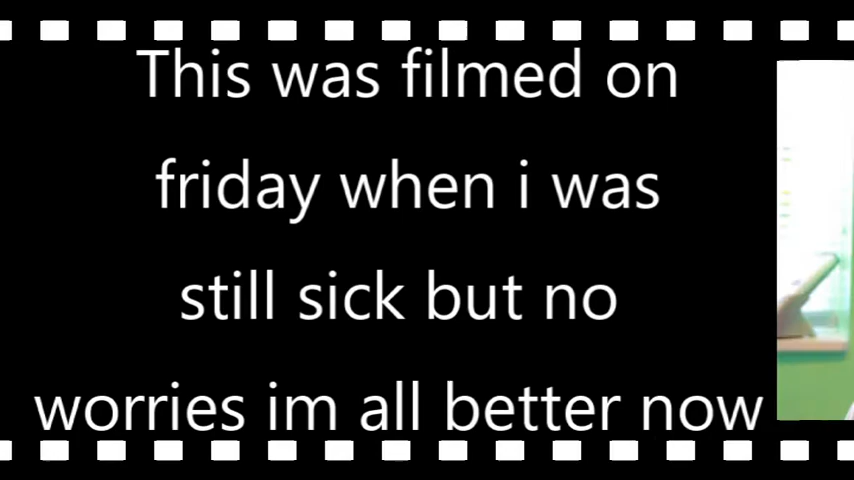 This was filmed on
friday when i was
still sick but no
worries im all better now